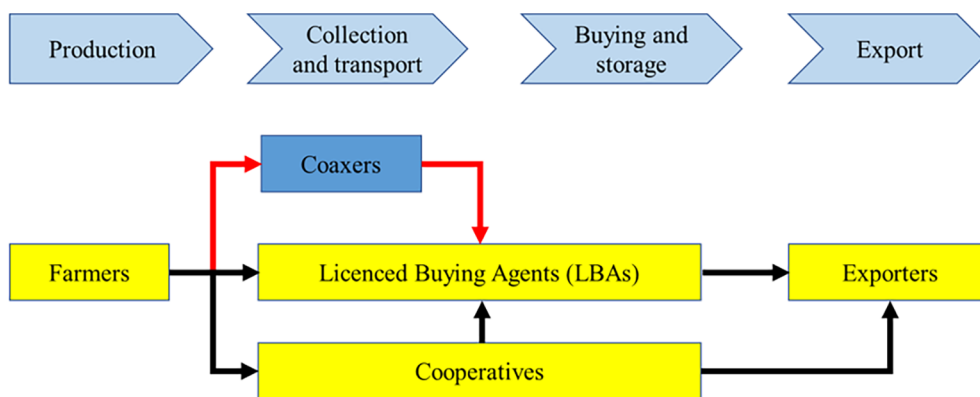 Production
Collection
and transport
Buying and
storage
Export
Coaxers
Farmers
Licenced Buying Agents (LBAs)
Exporters
Cooperatives